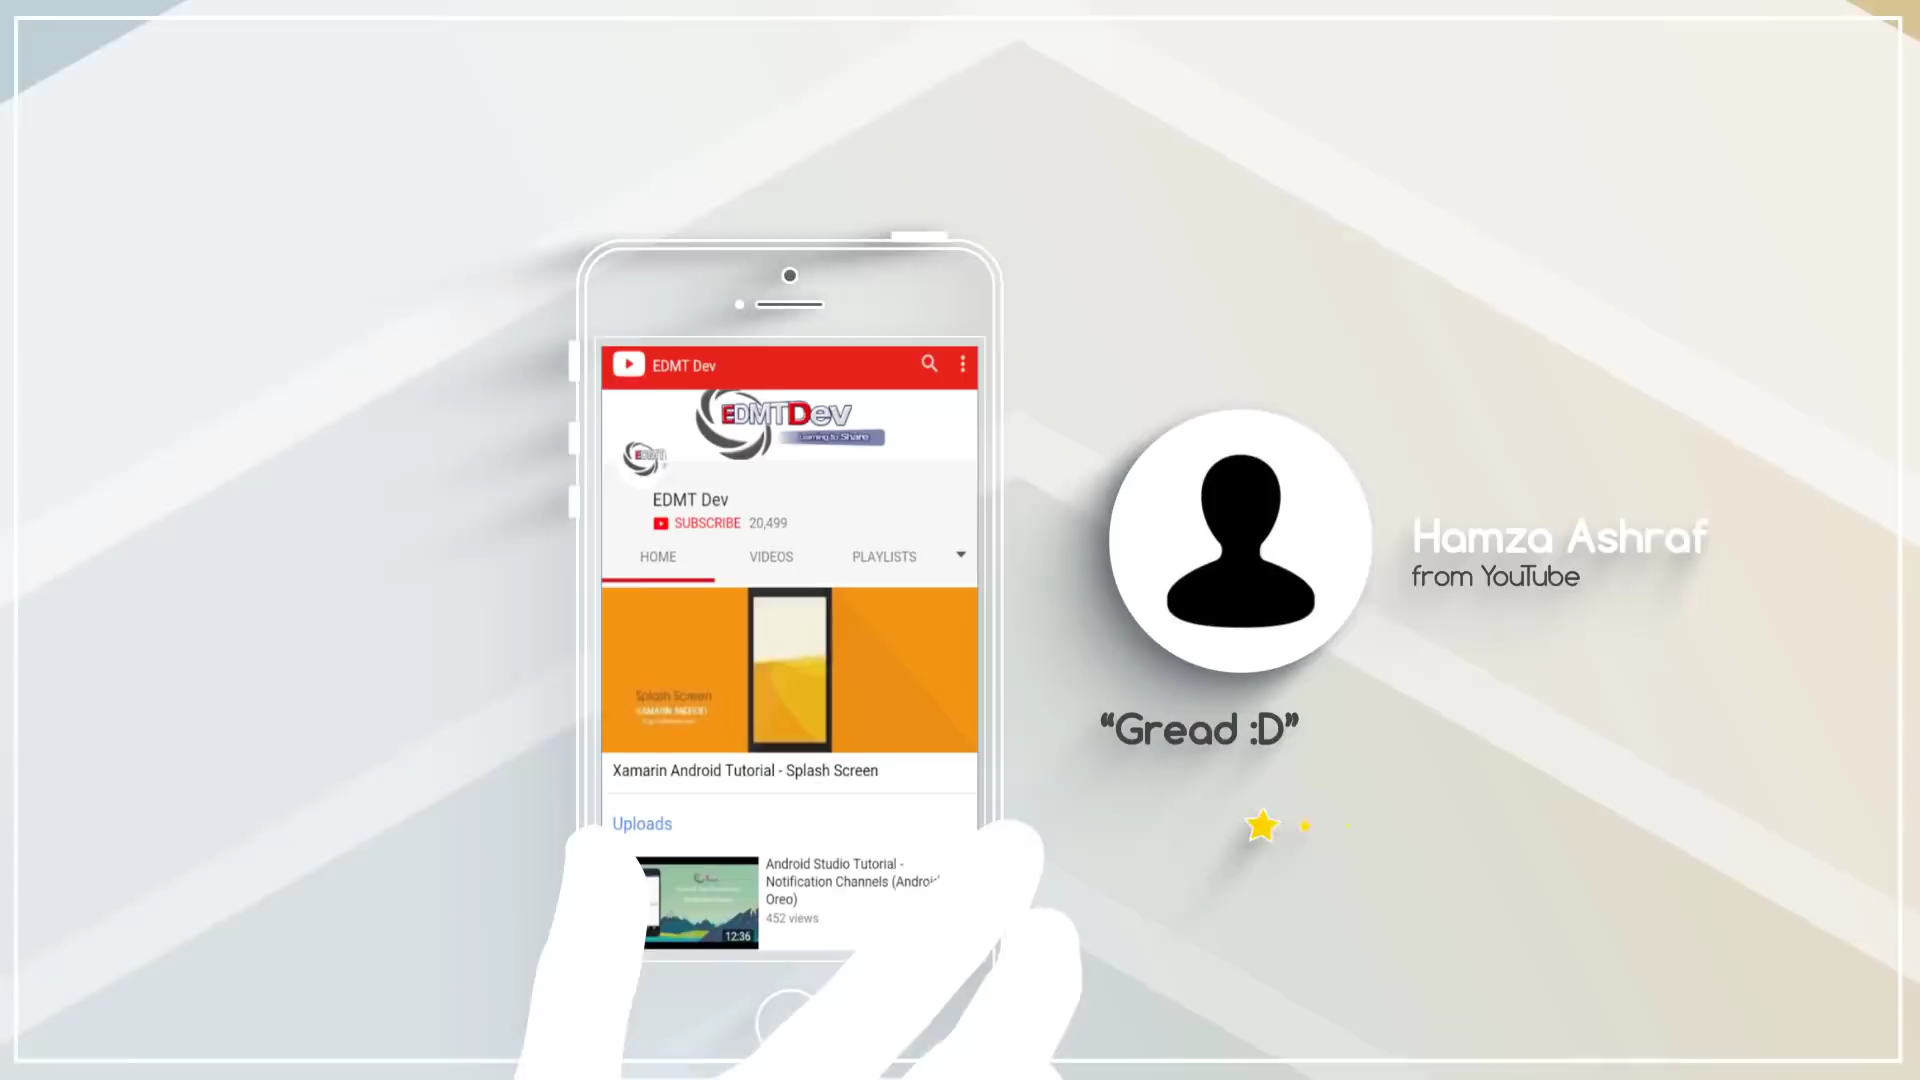 EDMT Dev
EDMTDev
Learning to Share
EDMT
EDMT Dev
SUBSCRIBE 20,499
HOME VIDEOS PLAYLISTS
Splash Screen
XAMARIN ANDROID
Xamarin Android Tutorial - Splash Screen
Uploads
Android Studio Tutorial -
Notification Channels (Android
Oreo)
452 views
12:36
Hamza Ashraf
from YouTube
“Gread :D”